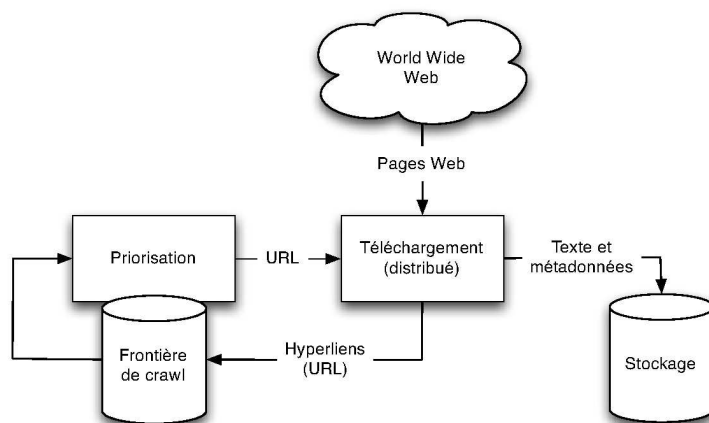 World Wide
Web
Pages Web
Priorisation
URL
Téléchargement
(distribué)
Texte et
métadonnées
Frontière
de crawl
Hyperliens
(URL)
Stockage